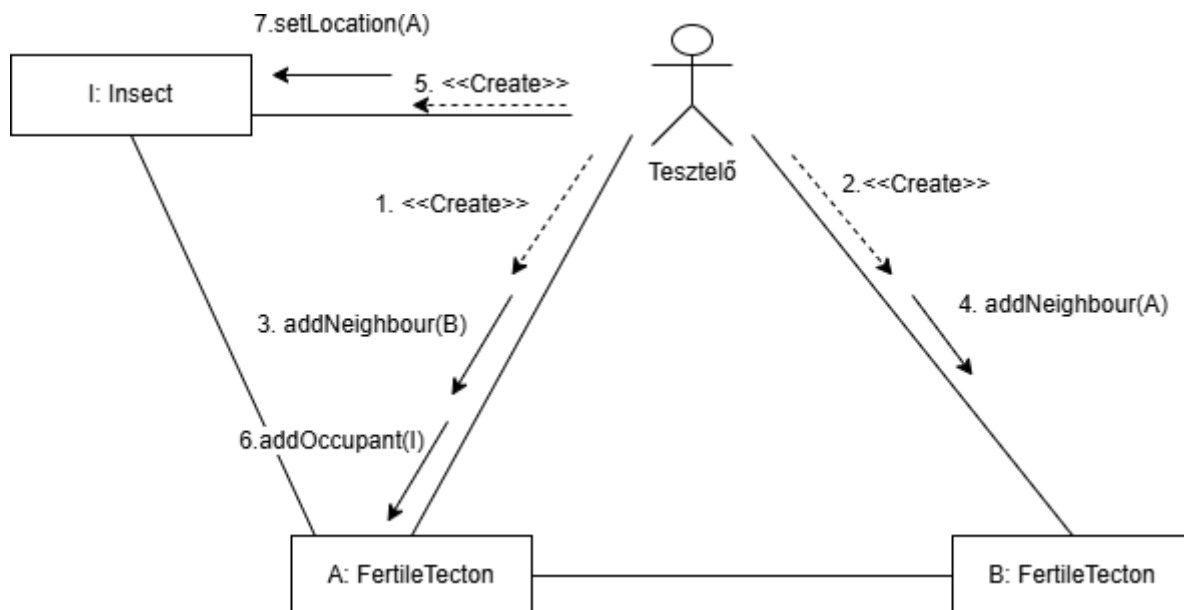 7.setLocation(A)
I: Insect
5. <<Create>>
Tesztelő
1. <<Create>>
2.<<Create>>
3. addNeighbour(B)
4. addNeighbour(A)
6.addOccupant(I)
A: FertileTecton
B: FertileTecton